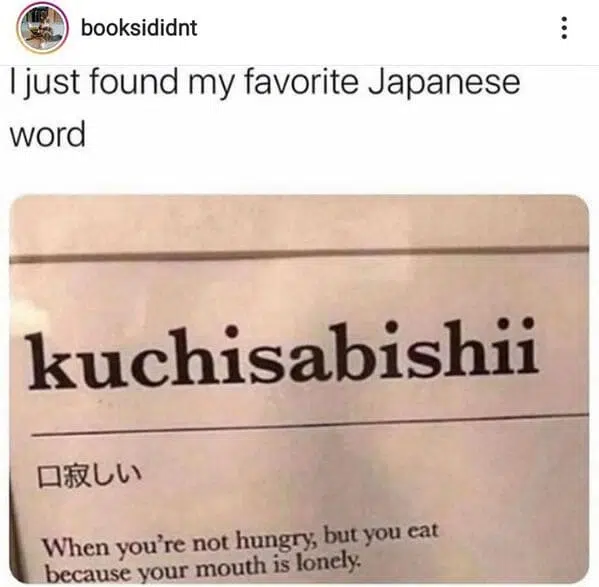 booksididnt
I just found my favorite Japanese
word
kuchisabishii
口寂しい
When you're not hungry, but you eat
because your mouth is lonely.